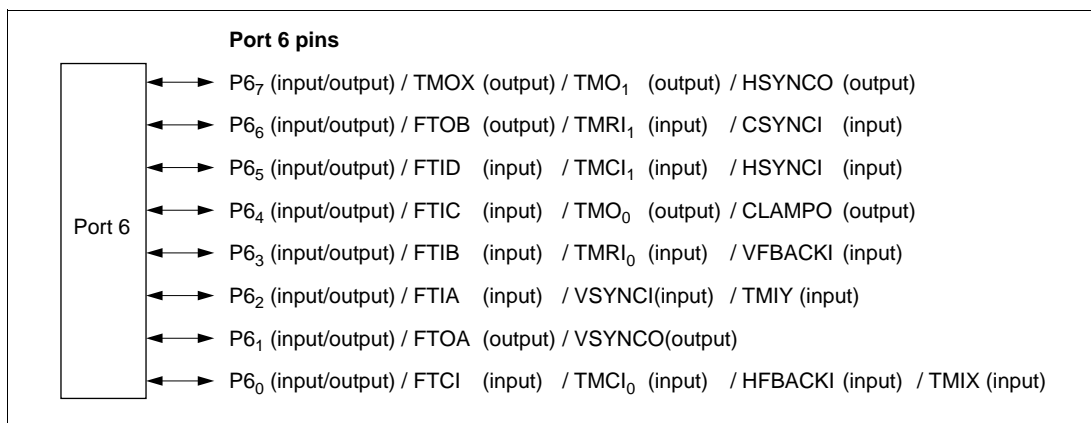 Port 6 pins
P6₇ (input/output) / TMOX (output) / TMO₁ (output) / HSYNCO (output)
P6₆ (input/output) / FTOB (output) / TMRI₁ (input) / CSYNCI (input)
P6₅ (input/output) / FTID (input) / TMCI₁ (input) / HSYNCI (input)
Port 6
P6₄ (input/output) / FTIC (input) / TMO₀ (output) / CLAMPO (output)
P6₃ (input/output) / FTIB (input) / TMRI₀ (input) / VFBACKI (input)
P6₂ (input/output) / FTIA (input) / VSYNCI(input) / TMIY (input)
P6₁ (input/output) / FTOA (output) / VSYNCO(output)
P6₀ (input/output) / FTCI (input) / TMCI₀ (input) / HFBACKI (input) / TMIX (input)